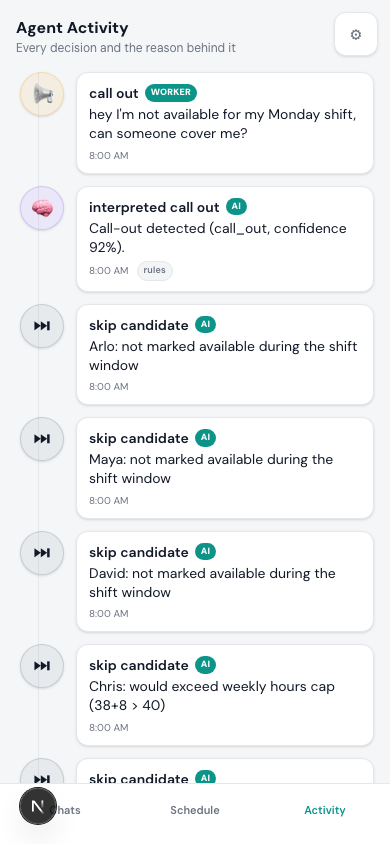 Agent Activity
Every decision and the reason behind it
call out WORKER
hey I'm not available for my Monday shift,
can someone cover me?
8:00 AM
interpreted call out AI
Call-out detected (call_out, confidence
92%).
8:00 AM rules
skip candidate AI
Arlo: not marked available during the shift
window
8:00 AM
skip candidate AI
Maya: not marked available during the
shift window
8:00 AM
skip candidate AI
David: not marked available during the
shift window
8:00 AM
skip candidate AI
Chris: would exceed weekly hours cap
(38+8 > 40)
8:00 AM
skip candidate AI
N
Chats Schedule Activity